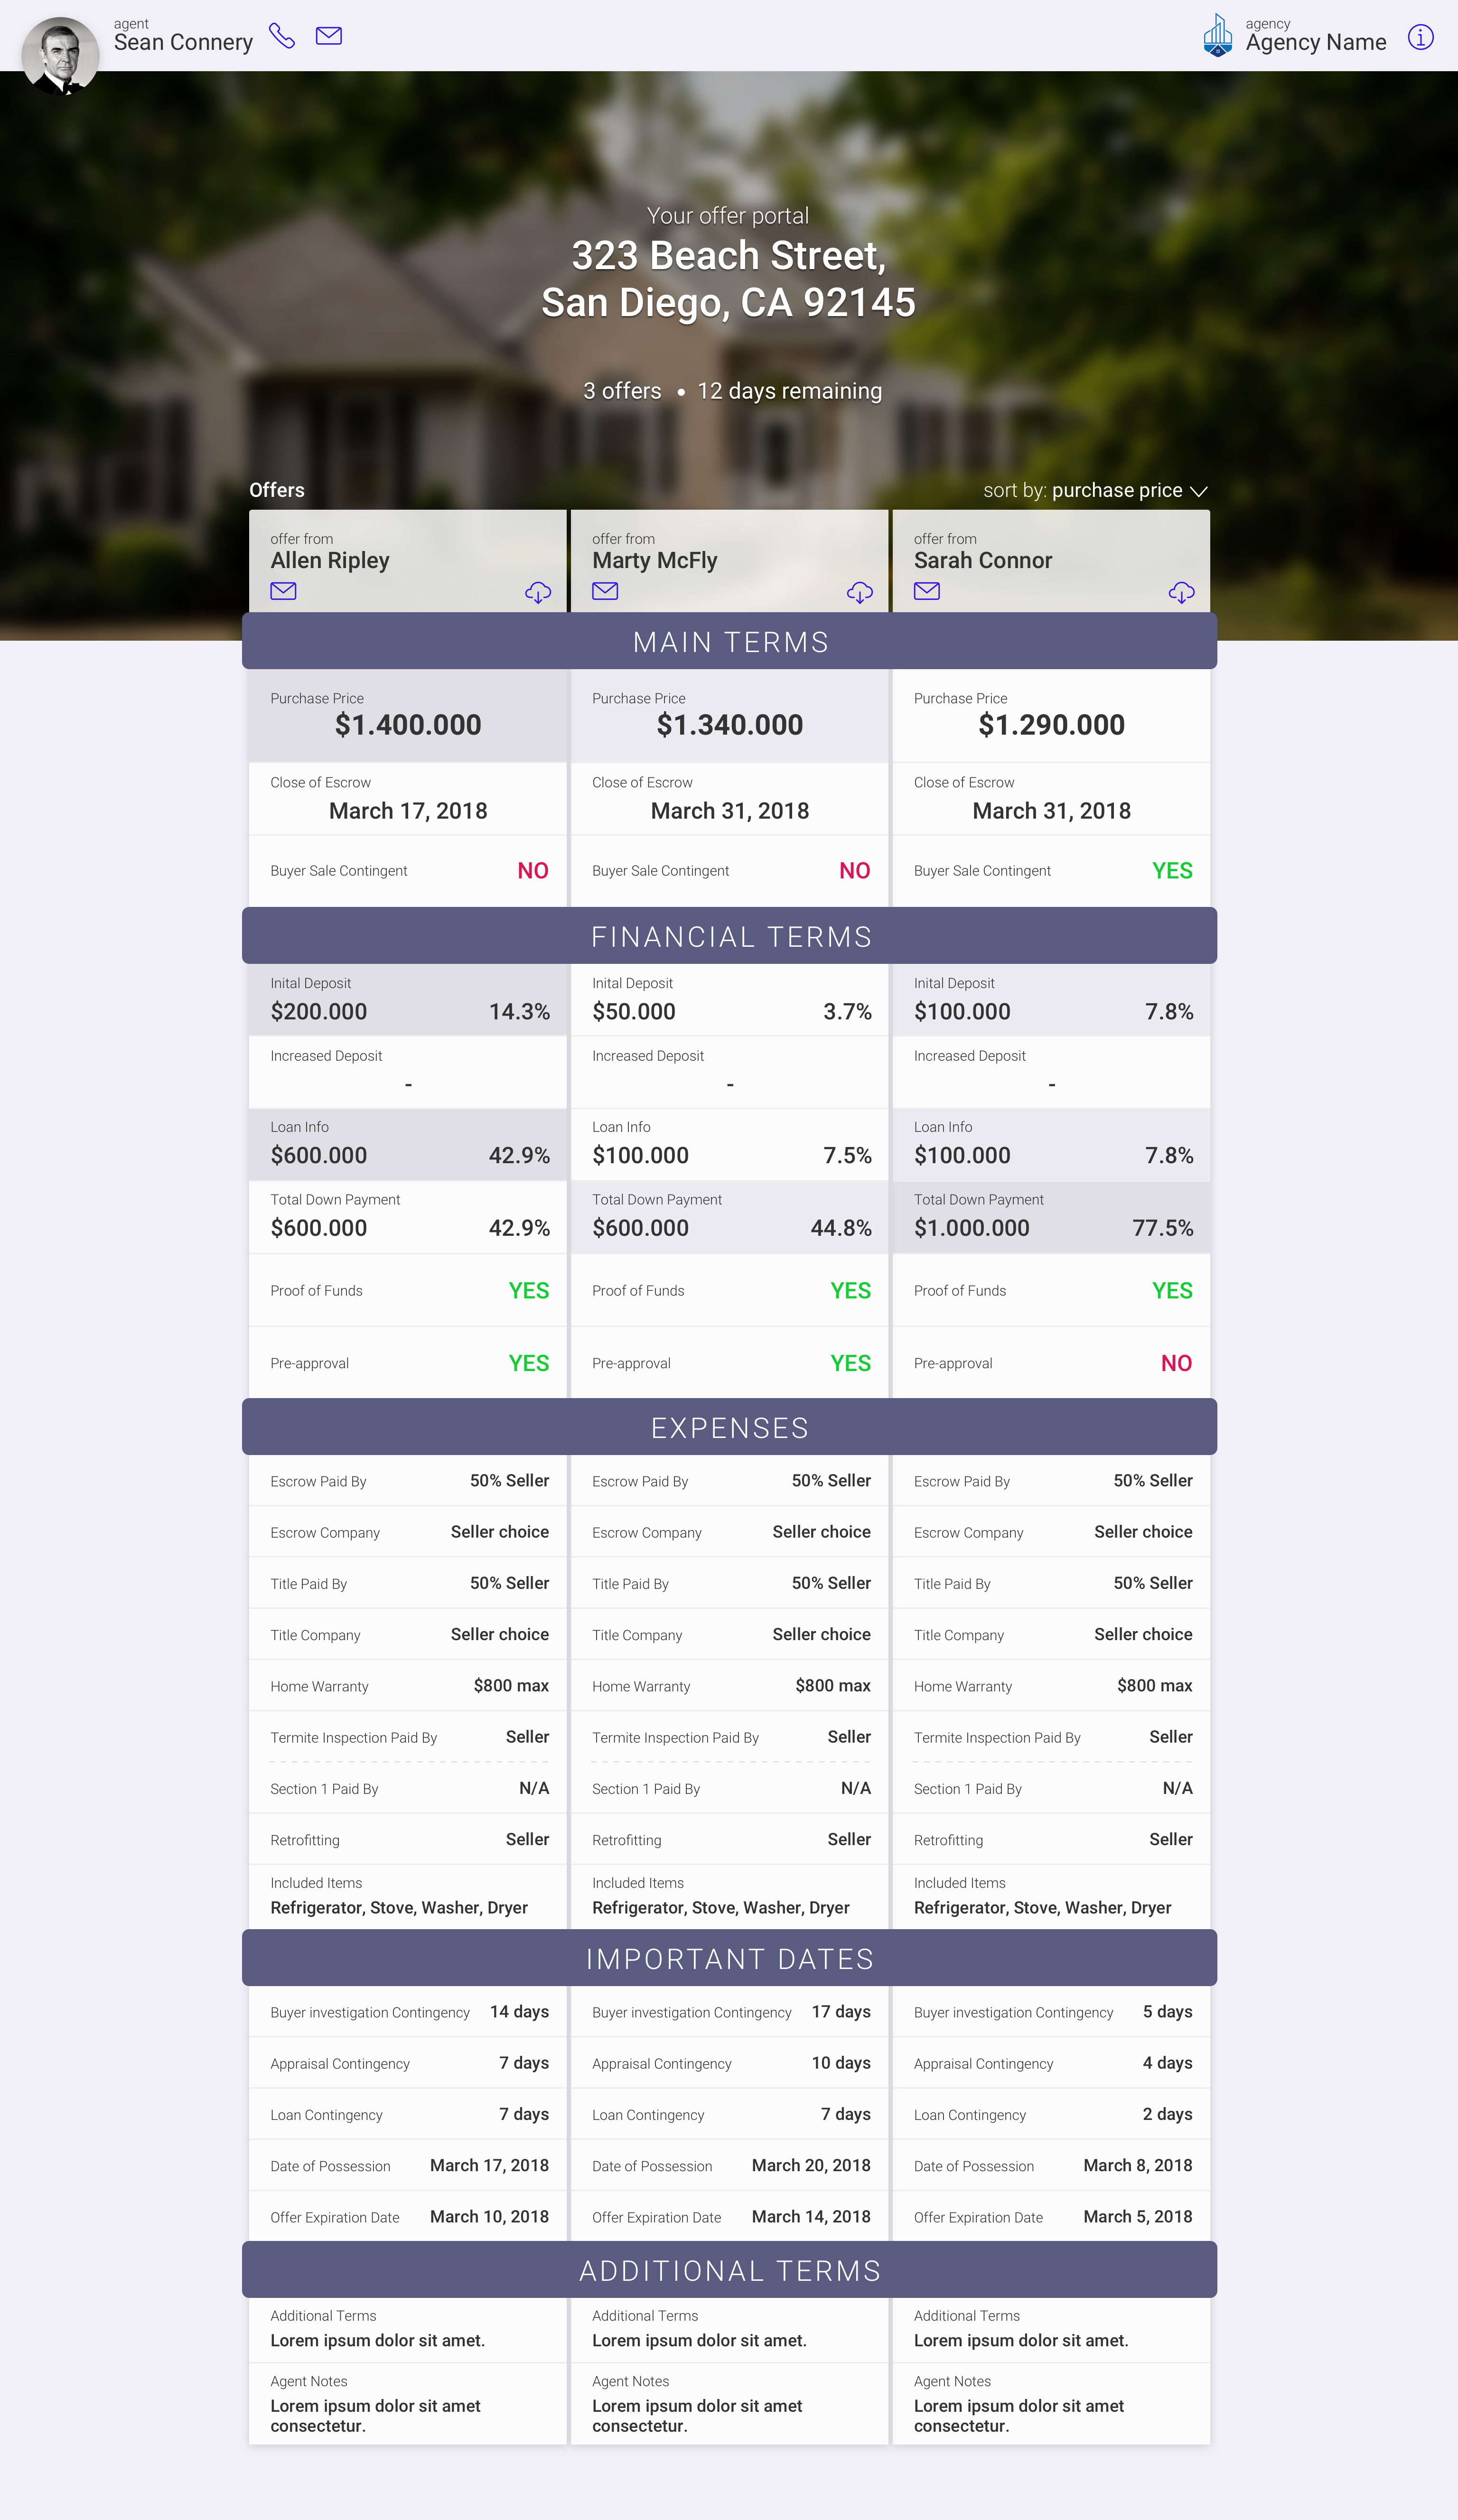 agent
Sean Connery
agency
Agency Name
Your offer portal
323 Beach Street,
San Diego, CA 92145
3 offers • 12 days remaining
Offers
sort by: purchase price
offer from
Allen Ripley
offer from
Marty McFly
offer from
Sarah Connor
MAIN TERMS
Purchase Price Purchase Price Purchase Price
$1.400.000 $1.340.000 $1.290.000
Close of Escrow Close of Escrow Close of Escrow
March 17, 2018 March 31, 2018 March 31, 2018
Buyer Sale Contingent NO Buyer Sale Contingent NO Buyer Sale Contingent YES
FINANCIAL TERMS
Inital Deposit Inital Deposit Inital Deposit
$200.000 14.3% $50.000 3.7% $100.000 7.8%
Increased Deposit Increased Deposit Increased Deposit
- - -
Loan Info Loan Info Loan Info
$600.000 42.9% $100.000 7.5% $100.000 7.8%
Total Down Payment Total Down Payment Total Down Payment
$600.000 42.9% $600.000 44.8% $1.000.000 77.5%
Proof of Funds YES Proof of Funds YES Proof of Funds YES
Pre-approval YES Pre-approval YES Pre-approval NO
EXPENSES
Escrow Paid By 50% Seller Escrow Paid By 50% Seller Escrow Paid By 50% Seller
Escrow Company Seller choice Escrow Company Seller choice Escrow Company Seller choice
Title Paid By 50% Seller Title Paid By 50% Seller Title Paid By 50% Seller
Title Company Seller choice Title Company Seller choice Title Company Seller choice
Home Warranty $800 max Home Warranty $800 max Home Warranty $800 max
Termite Inspection Paid By Seller Termite Inspection Paid By Seller Termite Inspection Paid By Seller
Section 1 Paid By N/A Section 1 Paid By N/A Section 1 Paid By N/A
Retrofitting Seller Retrofitting Seller Retrofitting Seller
Included Items Included Items Included Items
Refrigerator, Stove, Washer, Dryer Refrigerator, Stove, Washer, Dryer Refrigerator, Stove, Washer, Dryer
IMPORTANT DATES
Buyer investigation Contingency 14 days Buyer investigation Contingency 17 days Buyer investigation Contingency 5 days
Appraisal Contingency 7 days Appraisal Contingency 10 days Appraisal Contingency 4 days
Loan Contingency 7 days Loan Contingency 7 days Loan Contingency 2 days
Date of Possession March 17, 2018 Date of Possession March 20, 2018 Date of Possession March 8, 2018
Offer Expiration Date March 10, 2018 Offer Expiration Date March 14, 2018 Offer Expiration Date March 5, 2018
ADDITIONAL TERMS
Additional Terms Additional Terms Additional Terms
Lorem ipsum dolor sit amet. Lorem ipsum dolor sit amet. Lorem ipsum dolor sit amet.
Agent Notes Agent Notes Agent Notes
Lorem ipsum dolor sit amet Lorem ipsum dolor sit amet Lorem ipsum dolor sit amet
consectetur. consectetur. consectetur.